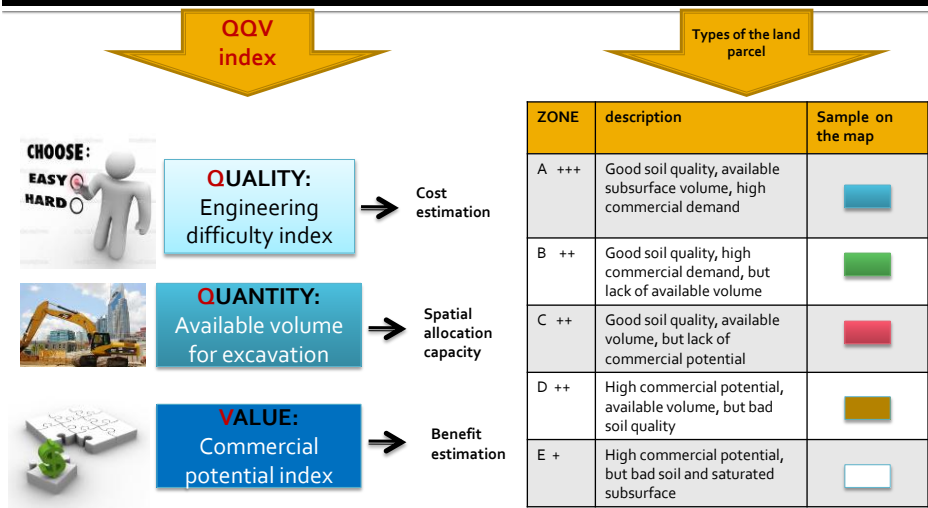 QQV
index
CHOOSE:
EASY
HARD
QUALITY:
Engineering
difficulty index
Cost
estimation
QUANTITY:
Available volume
for excavation
Spatial
allocation
capacity
VALUE:
Commercial
potential index
Benefit
estimation
Types of the land
parcel
ZONE description Sample on
the map
A +++ Good soil quality, available
subsurface volume, high
commercial demand
B ++ Good soil quality, high
commercial demand, but
lack of available volume
C ++ Good soil quality, available
volume, but lack of
commercial potential
D ++ High commercial potential,
available volume, but bad
soil quality
E + High commercial potential,
but bad soil and saturated
subsurface